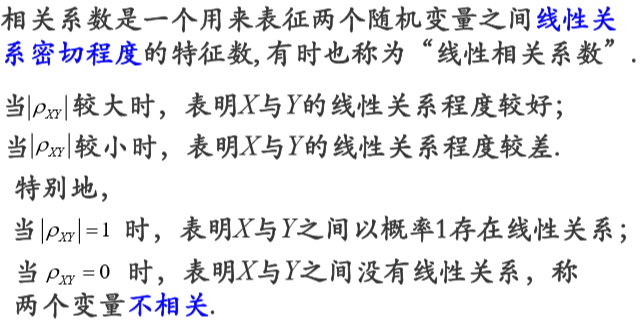 相关系数是一个用来表征两个随机变量之间线性关
系密切程度的特征数,有时也称为“线性相关系数”.
当|ρXY|较大时，表明X与Y的线性关系程度较好；
当|ρXY|较小时，表明X与Y的线性关系程度较差.
特别地，
当|ρXY|=1 时，表明X与Y之间以概率1存在线性关系；
当 ρXY =0 时，表明X与Y之间没有线性关系，称
两个变量不相关.